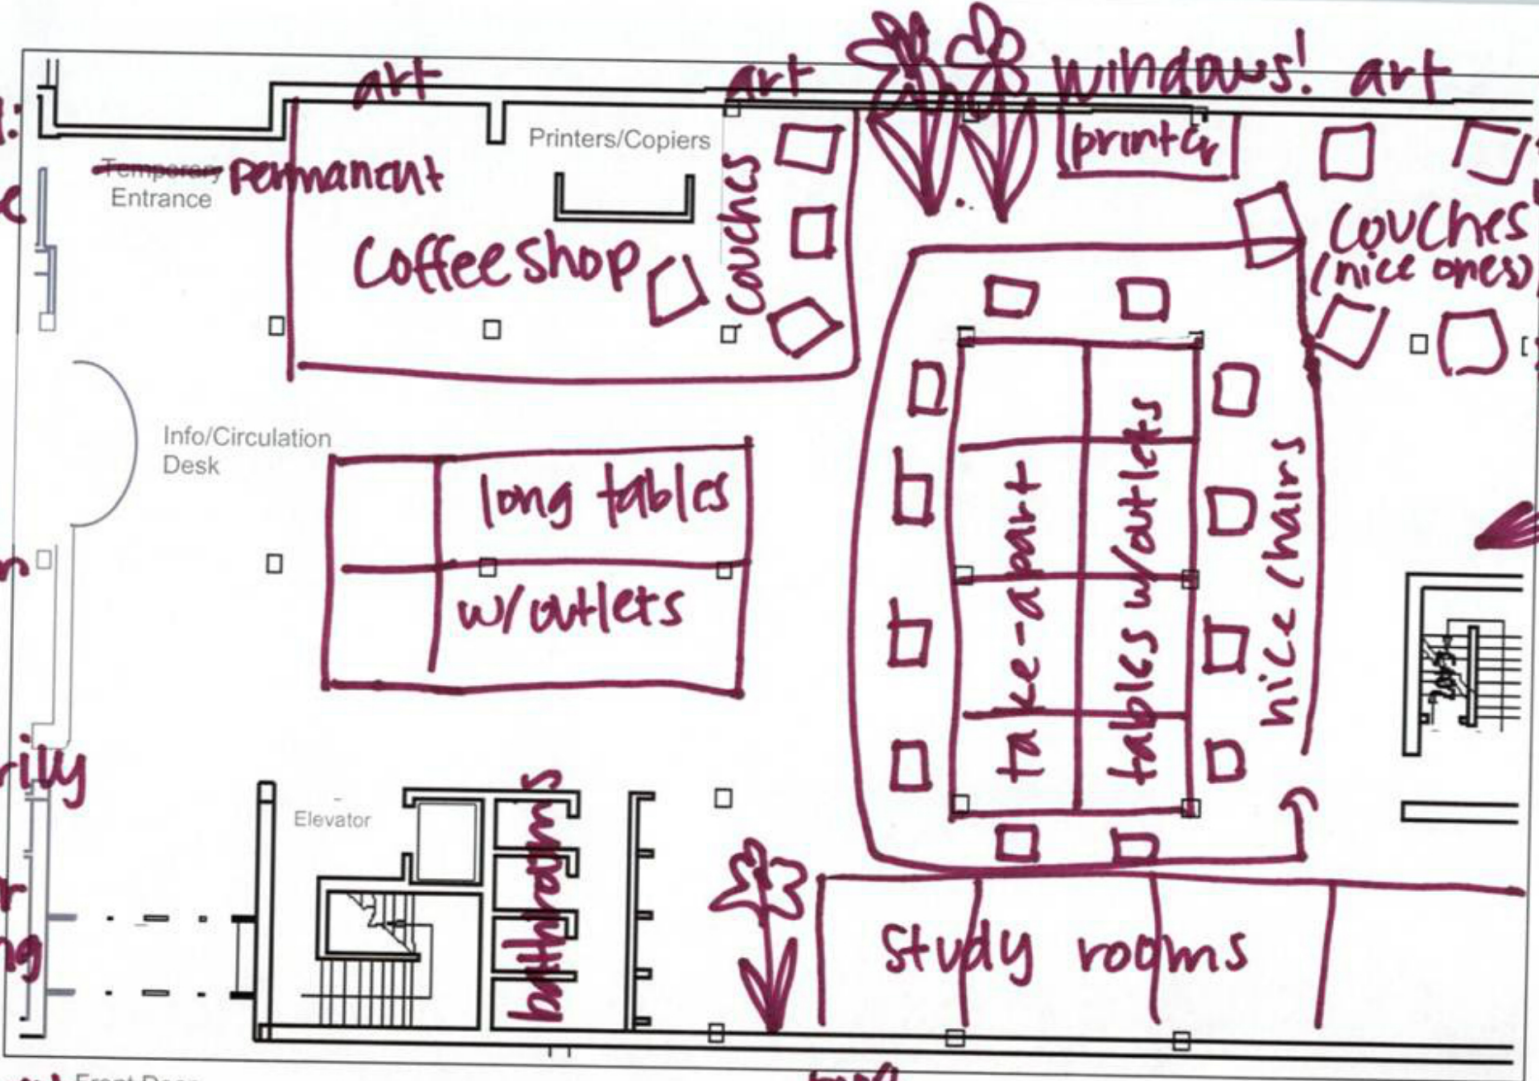 art
art
windows! art
Printers/Copiers
printer
Temporary permanent
Entrance
couches
Coffee shop
couches
(nice ones)
Info/Circulation
Desk
long tables
w/outlets
take-apart
tables w/outlets
nice chairs
Elevator
bathrooms
study rooms